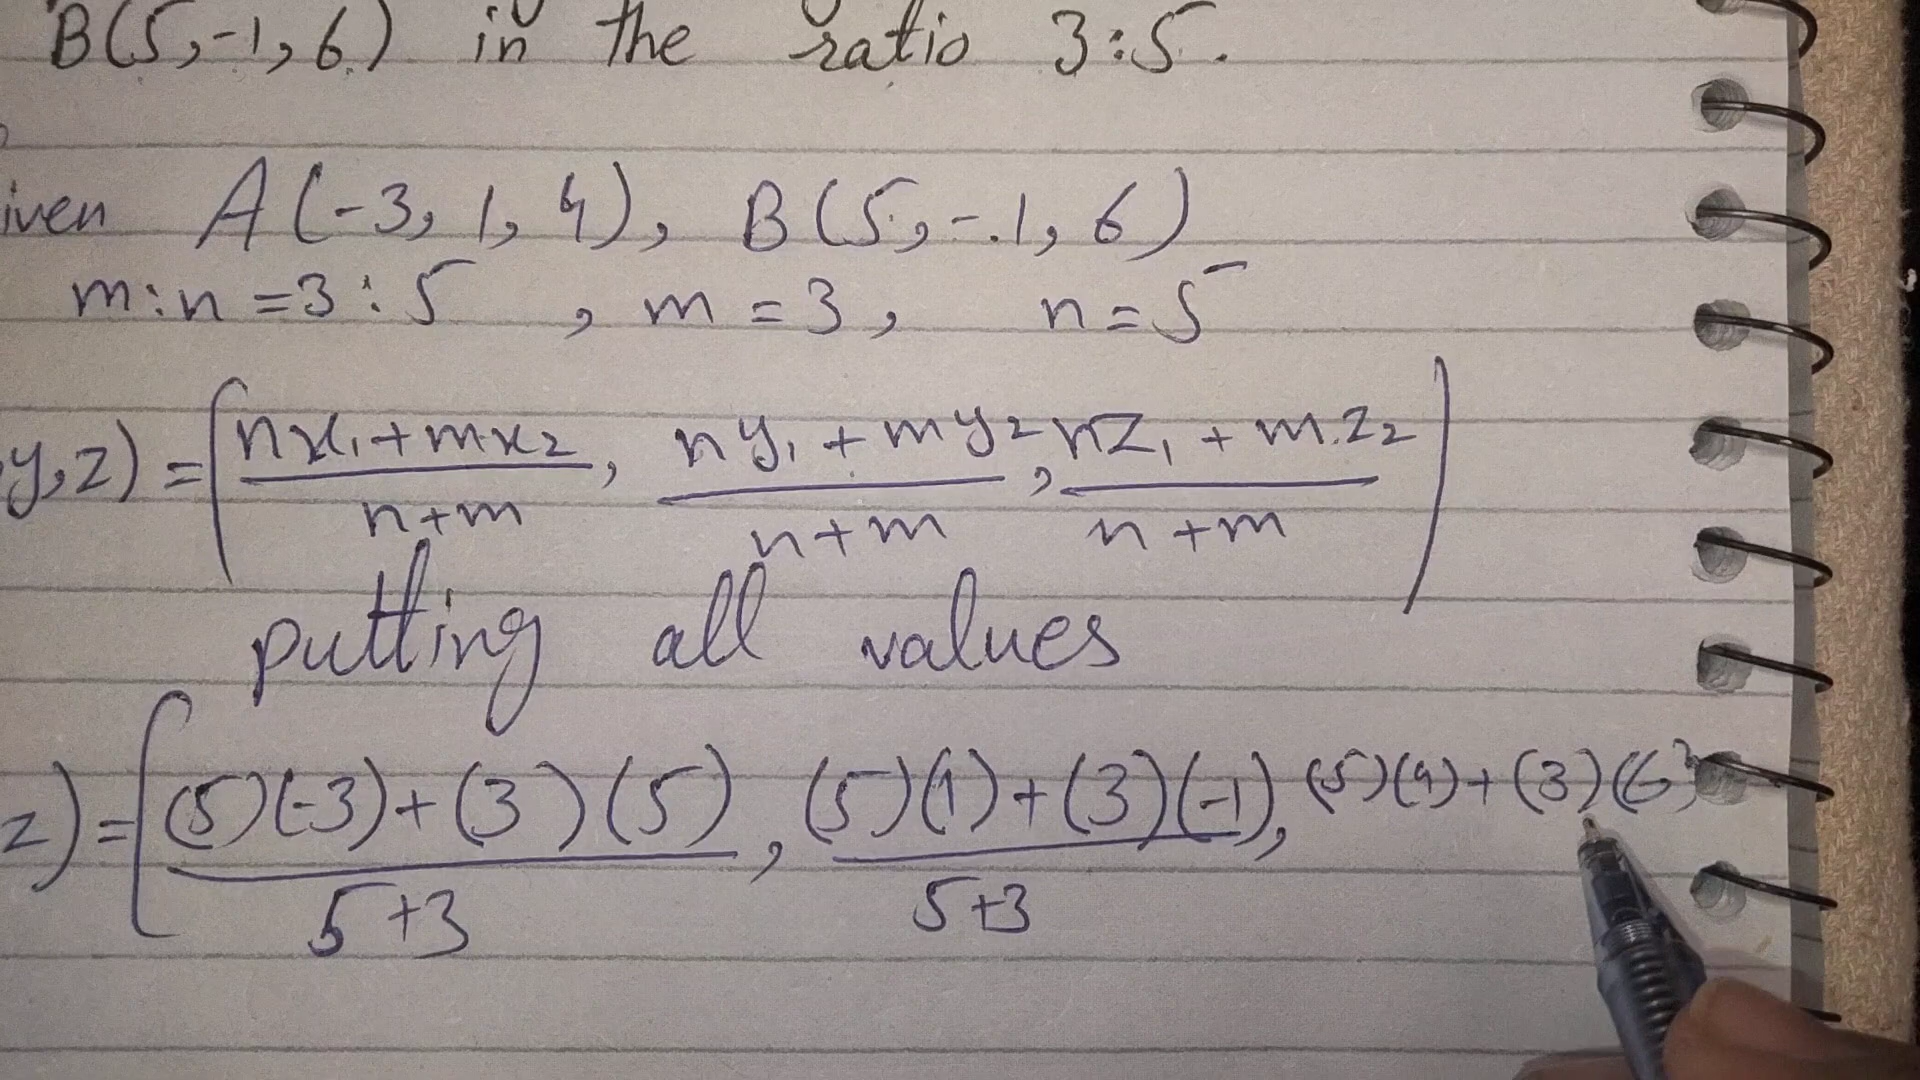 B(5,-1,6) in the ratio 3:5.
iven A(-3, 1, 4), B(5,-1,6)
m:n=3:5 , m=3, n=5
y,z) = (nx₁+mx₂/n+m, ny₁+my₂/n+m, nz₁+mz₂/n+m)
putting all values
z) = ((5)(-3)+(3)(5)/5+3, (5)(1)+(3)(-1)/5+3, (5)(4)+(3)(6)